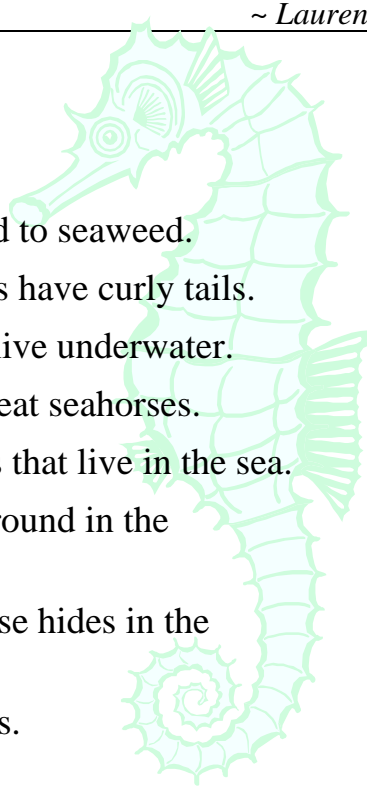 ~ Lauren
d to seaweed.
s have curly tails.
live underwater.
eat seahorses.
s that live in the sea.
round in the
se hides in the
s.